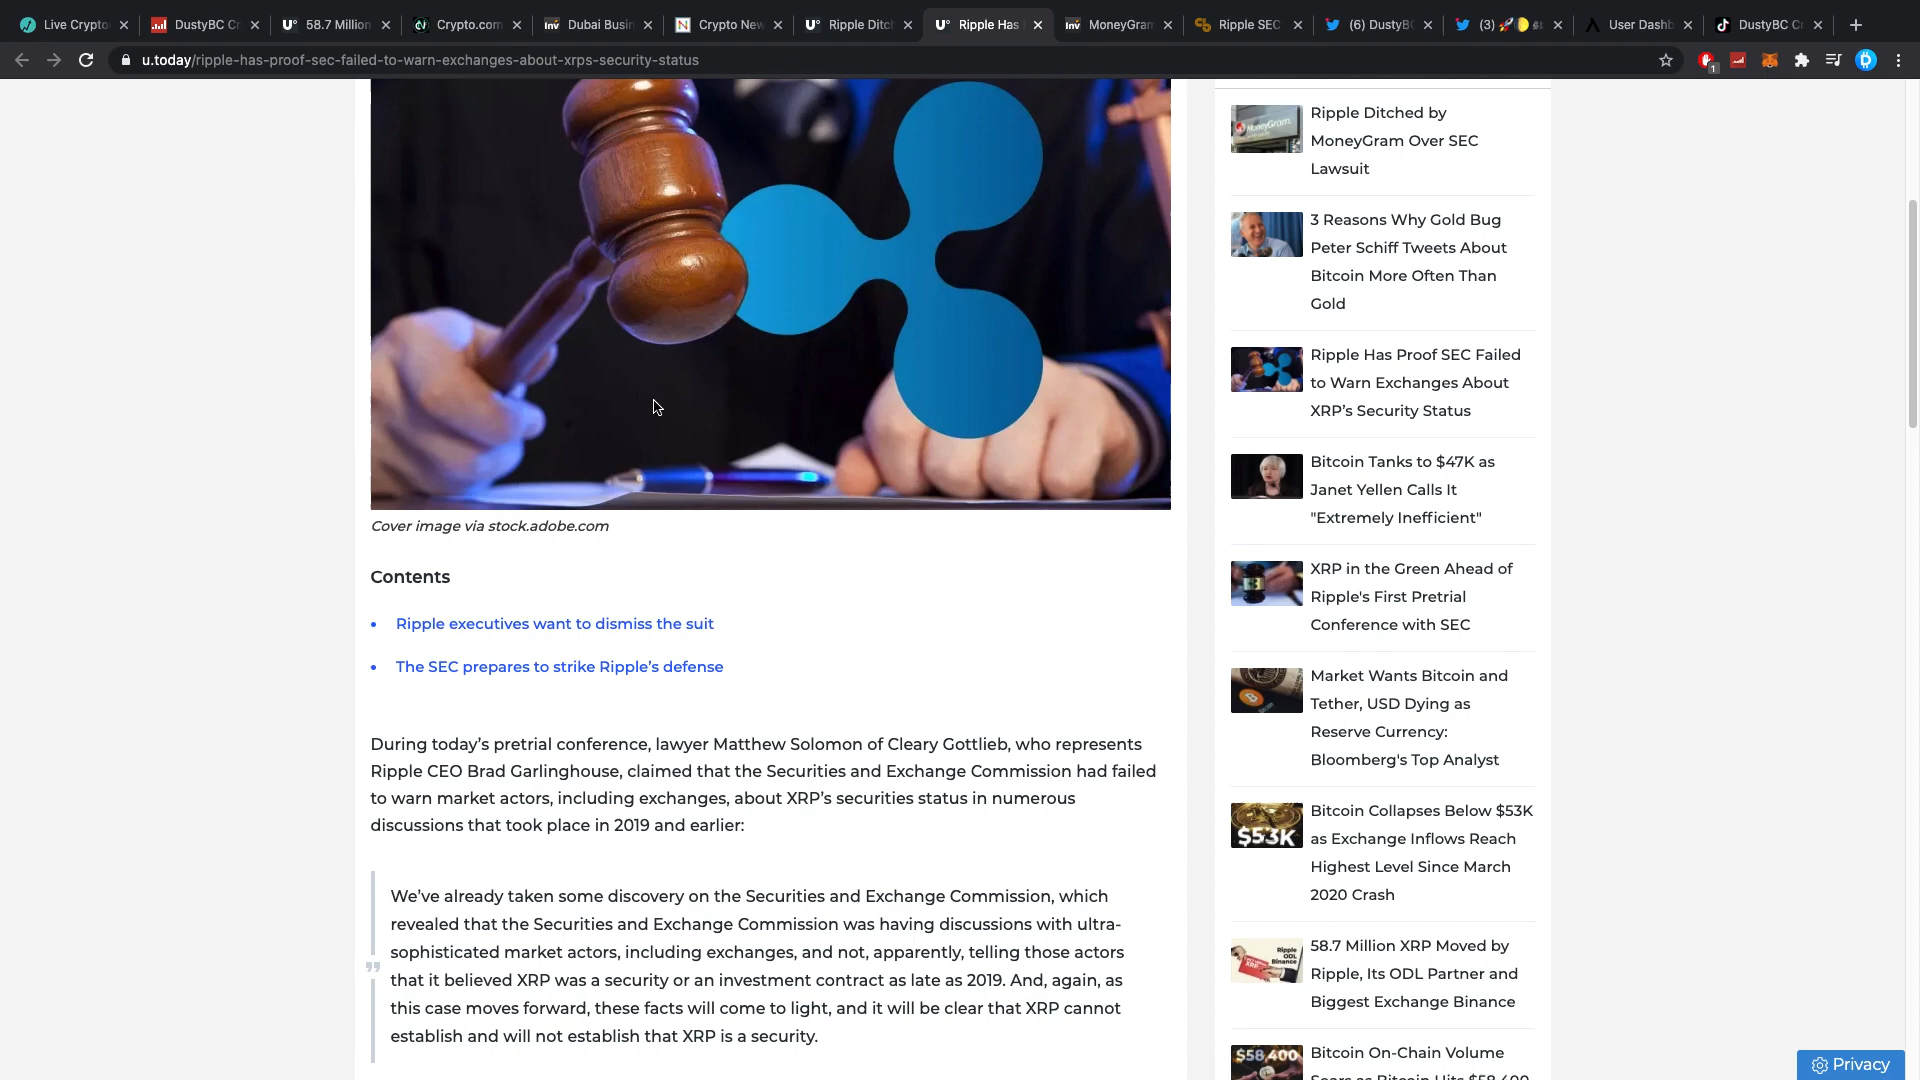 Live Crypto
DustyBC Cr
58.7 Million
Crypto.com
Dubai Busin
Crypto New
Ripple Ditch
Ripple Has
MoneyGram
Ripple SEC
(6) DustyBC
(3)
User Dashb
DustyBC Cr
u.today/ripple-has-proof-sec-failed-to-warn-exchanges-about-xrps-security-status
Cover image via stock.adobe.com
Contents
Ripple executives want to dismiss the suit
The SEC prepares to strike Ripple's defense
During today's pretrial conference, lawyer Matthew Solomon of Cleary Gottlieb, who represents
Ripple CEO Brad Garlinghouse, claimed that the Securities and Exchange Commission had failed
to warn market actors, including exchanges, about XRP's securities status in numerous
discussions that took place in 2019 and earlier:
We've already taken some discovery on the Securities and Exchange Commission, which
revealed that the Securities and Exchange Commission was having discussions with ultra-
sophisticated market actors, including exchanges, and not, apparently, telling those actors
that it believed XRP was a security or an investment contract as late as 2019. And, again, as
this case moves forward, these facts will come to light, and it will be clear that XRP cannot
establish and will not establish that XRP is a security.
Ripple Ditched by
MoneyGram Over SEC
Lawsuit
3 Reasons Why Gold Bug
Peter Schiff Tweets About
Bitcoin More Often Than
Gold
Ripple Has Proof SEC Failed
to Warn Exchanges About
XRP's Security Status
Bitcoin Tanks to $47K as
Janet Yellen Calls It
"Extremely Inefficient"
XRP in the Green Ahead of
Ripple's First Pretrial
Conference with SEC
Market Wants Bitcoin and
Tether, USD Dying as
Reserve Currency:
Bloomberg's Top Analyst
$53K
Bitcoin Collapses Below $53K
as Exchange Inflows Reach
Highest Level Since March
2020 Crash
58.7 Million XRP Moved by
Ripple, Its ODL Partner and
Biggest Exchange Binance
$58,400
Bitcoin On-Chain Volume
Soars as Bitcoin Hits $58,400
Privacy